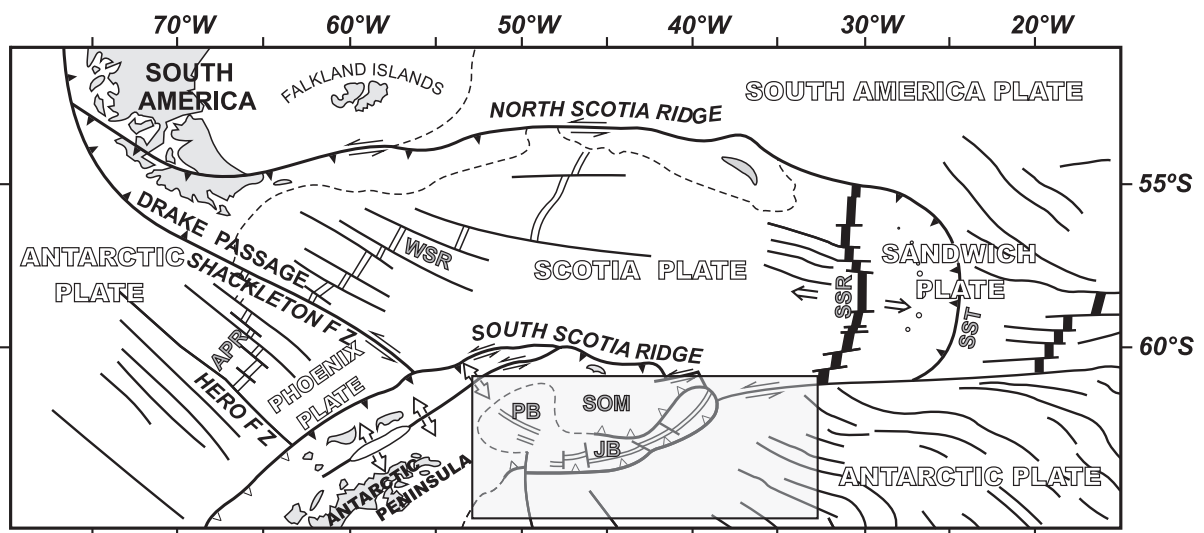 70°W 60°W 50°W 40°W 30°W 20°W
SOUTH
AMERICA
FALKLAND ISLANDS
SOUTH AMERICA PLATE
NORTH SCOTIA RIDGE
55°S
DRAKE PASSAGE
ANTARCTIC
PLATE
SHACKLETON F Z
WSR
SCOTIA PLATE
SANDWICH
PLATE
SSR
SST
60°S
APR
PHOENIX
PLATE
HERO F Z
SOUTH SCOTIA RIDGE
PB
SOM
JB
ANTARCTIC
PENINSULA
ANTARCTIC PLATE